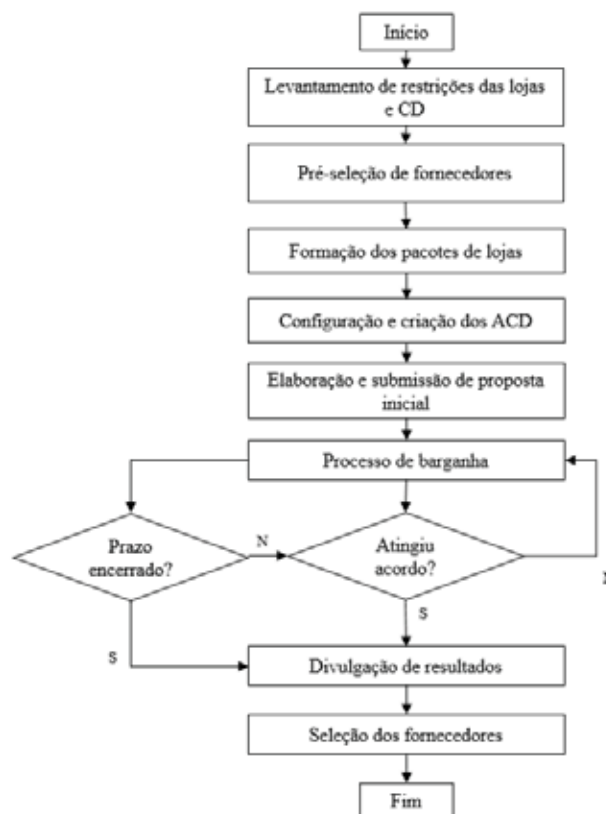 Início
Levantamento de restrições das lojas
e CD
Pré-seleção de fornecedores
Formação dos pacotes de lojas
Configuração e criação dos ACD
Elaboração e submissão de proposta
inicial
Processo de barganha
Prazo
encerrado?
N
Atingiu
acordo?
S
S
Divulgação de resultados
Seleção dos fornecedores
Fim